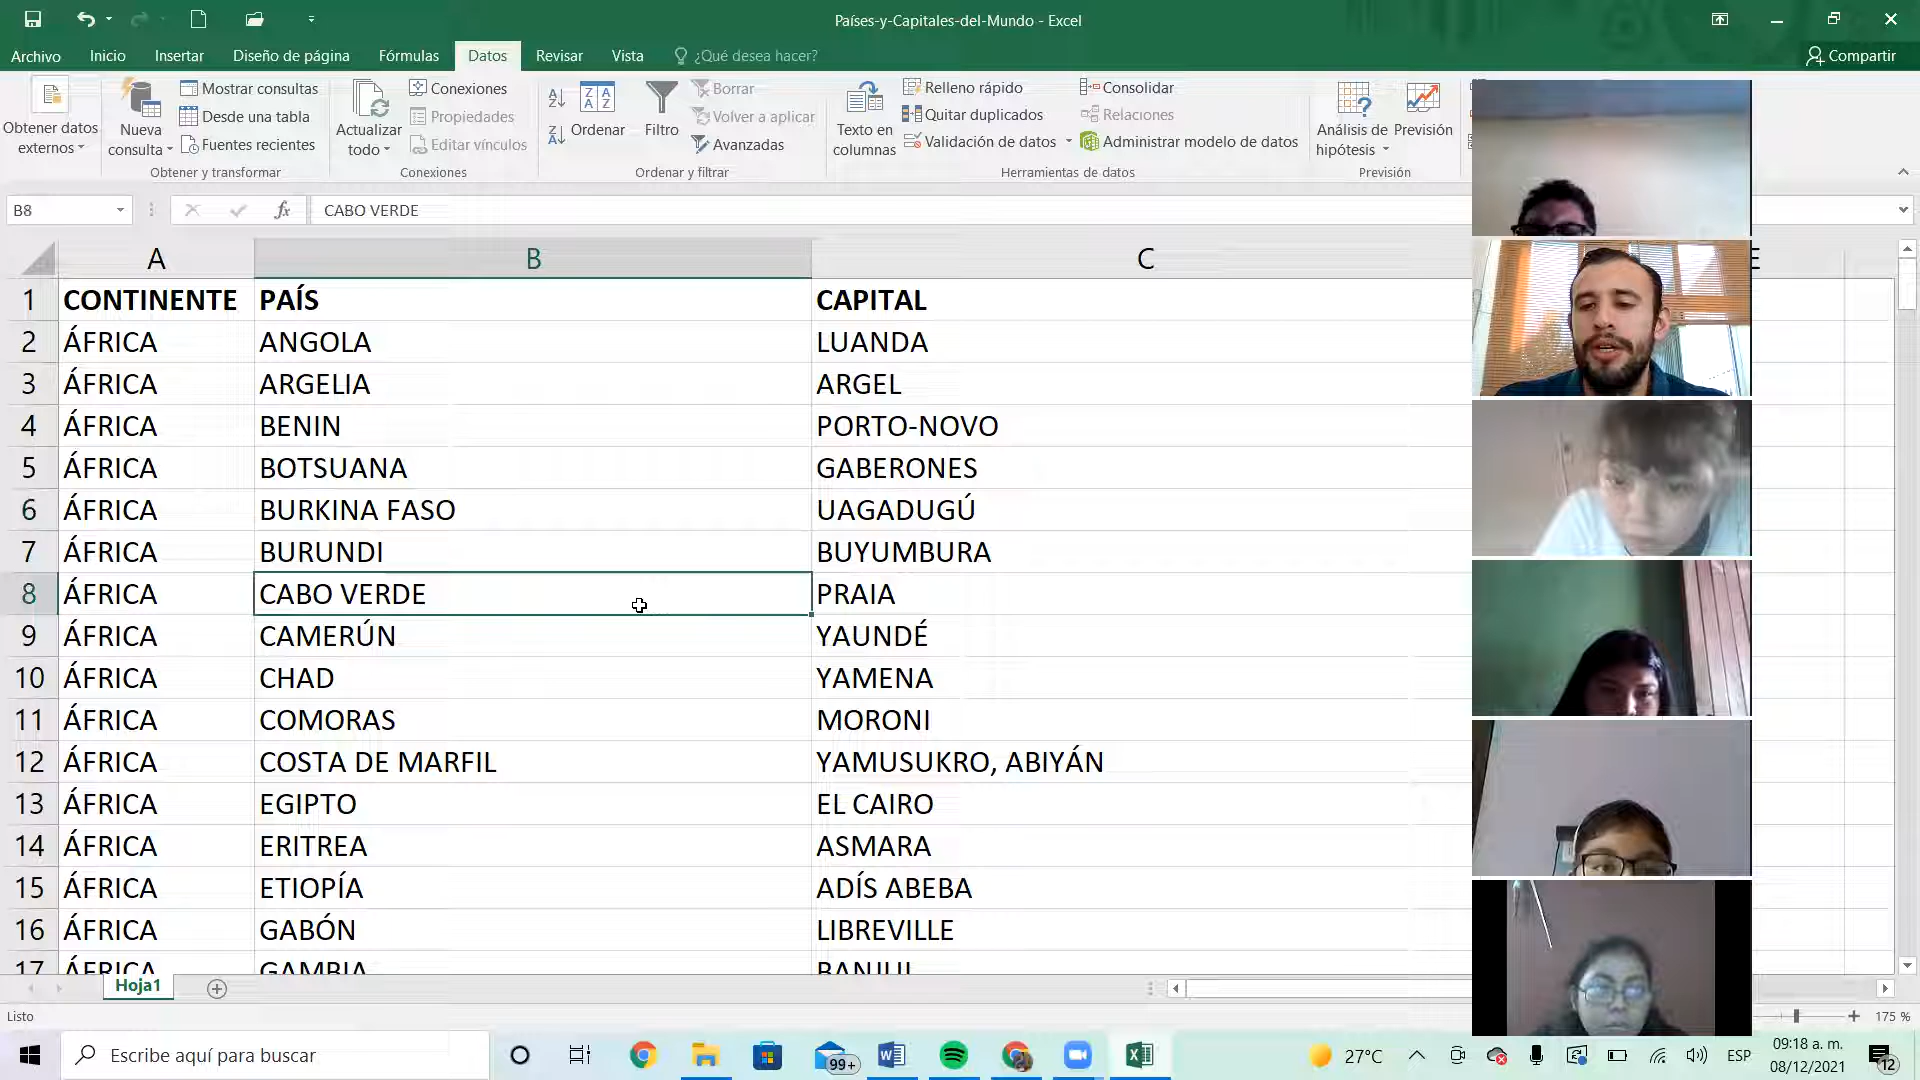 Países-y-Capitales-del-Mundo - Excel
Archivo Inicio Insertar Diseño de página Fórmulas Datos Revisar Vista ¿Qué desea hacer? Compartir
Obtener datos externos
Nueva consulta
Mostrar consultas
Desde una tabla
Fuentes recientes
Obtener y transformar
Actualizar todo
Conexiones
Propiedades
Editar vínculos
Conexiones
Ordenar
Filtro
Borrar
Volver a aplicar
Avanzadas
Ordenar y filtrar
Texto en columnas
Relleno rápido
Quitar duplicados
Validación de datos
Consolidar
Relaciones
Administrar modelo de datos
Herramientas de datos
Análisis de hipótesis
Previsión
Previsión
B8 fx CABO VERDE
A B C E
1 CONTINENTE PAÍS CAPITAL
2 ÁFRICA ANGOLA LUANDA
3 ÁFRICA ARGELIA ARGEL
4 ÁFRICA BENIN PORTO-NOVO
5 ÁFRICA BOTSUANA GABERONES
6 ÁFRICA BURKINA FASO UAGADUGÚ
7 ÁFRICA BURUNDI BUYUMBURA
8 ÁFRICA CABO VERDE PRAIA
9 ÁFRICA CAMERÚN YAUNDÉ
10 ÁFRICA CHAD YAMENA
11 ÁFRICA COMORAS MORONI
12 ÁFRICA COSTA DE MARFIL YAMUSUKRO, ABIYÁN
13 ÁFRICA EGIPTO EL CAIRO
14 ÁFRICA ERITREA ASMARA
15 ÁFRICA ETIOPÍA ADÍS ABEBA
16 ÁFRICA GABÓN LIBREVILLE
17 ÁFRICA GAMBIA BANJUL
Hoja1
Listo 175 %
Escribe aquí para buscar 99+ 27°C ESP 09:18 a. m.
08/12/2021 12